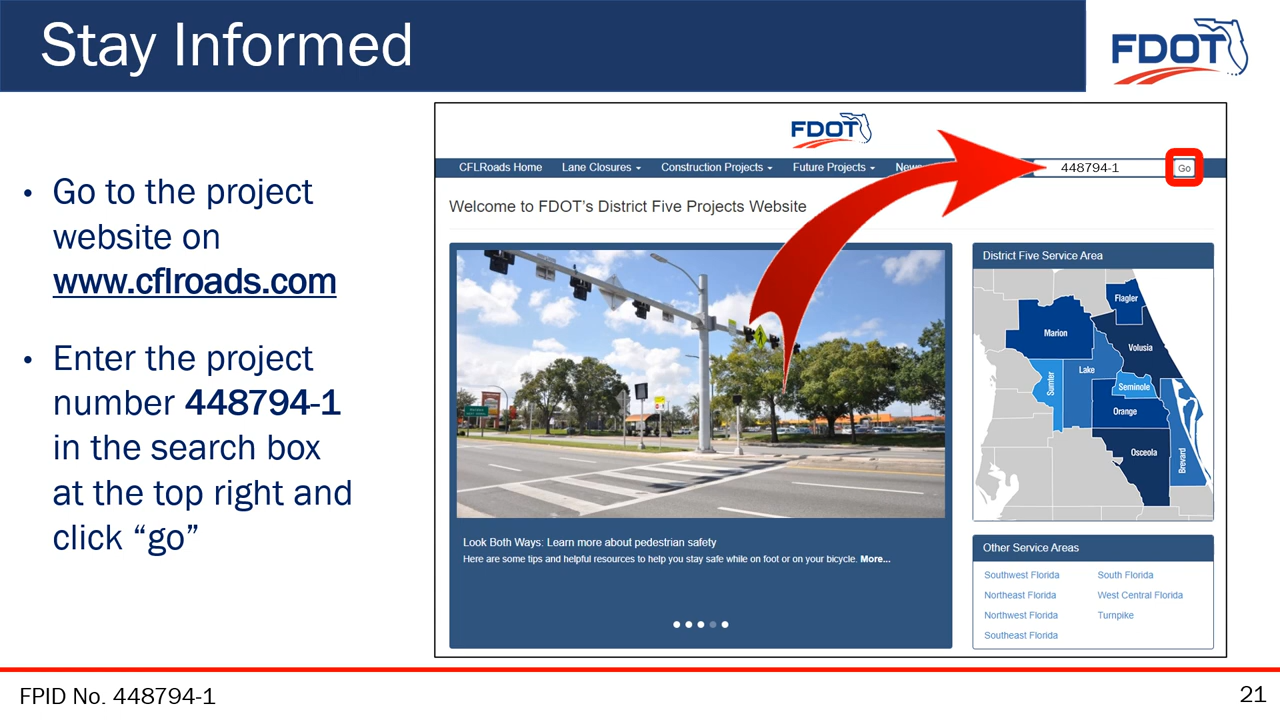 Stay Informed
FDOT
• Go to the project
website on
www.cflroads.com
• Enter the project
number 448794-1
in the search box
at the top right and
click “go”
FDOT
CFLRoads Home Lane Closures Construction Projects Future Projects News 448794-1 Go
Welcome to FDOT’s District Five Projects Website
Look Both Ways: Learn more about pedestrian safety
Here are some tips and helpful resources to help you stay safe while on foot or on your bicycle. More...
District Five Service Area
Flagler
Marion
Volusia
Lake
Sumter
Seminole
Orange
Osceola
Brevard
Other Service Areas
Southwest Florida South Florida
Northeast Florida West Central Florida
Northwest Florida Turnpike
Southeast Florida
FPID No. 448794-1
21